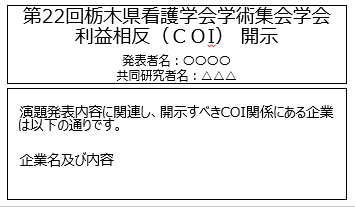 第22回栃木県看護学会学術集会学会
利益相反（ＣＯＩ） 開示
発表者名：○○○○
共同研究者名：△△△
演題発表内容に関連し、開示すべきCOI関係にある企業
は以下の通りです。
企業名及び内容